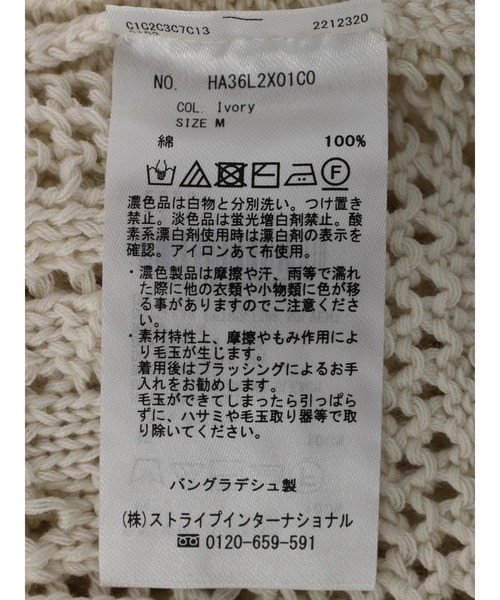 C1C2C3C7C13 2212320
NO. HA36L2X01C0
COL. Ivory
SIZE M
綿 100%
濃色品は白物と分別洗い。つけ置き
禁止。淡色品は蛍光増白剤禁止。酸
素系漂白剤使用時は漂白剤の表示を
確認。アイロンあて布使用。
・濃色製品は摩擦や汗、雨等で濡れ
た際に他の衣類や小物類に色が移
る事がありますのでご注意くださ
い。
・素材特性上、摩擦やもみ作用によ
り毛玉が生じます。
着用後はブラッシングによるお手
入れをお勧めします。
毛玉ができてしまったら引っぱら
ずに、ハサミや毛玉取り器等で取
り除いてください。
バングラデシュ製
(株)ストライプインターナショナル
0120-659-591